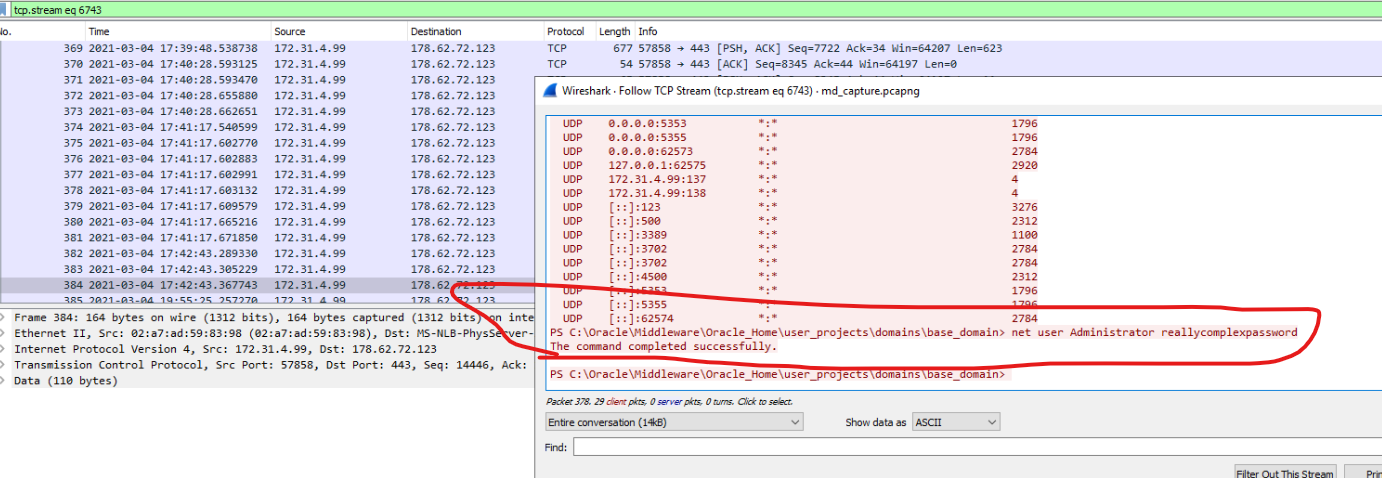 tcp.stream eq 6743
No. Time Source Destination Protocol Length Info
369 2021-03-04 17:39:48.538738 172.31.4.99 178.62.72.123 TCP 677 57858 → 443 [PSH, ACK] Seq=7722 Ack=34 Win=64207 Len=623
370 2021-03-04 17:40:28.593125 172.31.4.99 178.62.72.123 TCP 54 57858 → 443 [ACK] Seq=8345 Ack=44 Win=64197 Len=0
371 2021-03-04 17:40:28.593470 172.31.4.99 178.62.72.123
372 2021-03-04 17:40:28.655880 172.31.4.99 178.62.72.123
373 2021-03-04 17:40:28.662651 172.31.4.99 178.62.72.123
374 2021-03-04 17:41:17.540599 172.31.4.99 178.62.72.123
375 2021-03-04 17:41:17.602770 172.31.4.99 178.62.72.123
376 2021-03-04 17:41:17.602883 172.31.4.99 178.62.72.123
377 2021-03-04 17:41:17.602991 172.31.4.99 178.62.72.123
378 2021-03-04 17:41:17.603132 172.31.4.99 178.62.72.123
379 2021-03-04 17:41:17.609579 172.31.4.99 178.62.72.123
380 2021-03-04 17:41:17.665216 172.31.4.99 178.62.72.123
381 2021-03-04 17:41:17.671850 172.31.4.99 178.62.72.123
382 2021-03-04 17:42:43.289330 172.31.4.99 178.62.72.123
383 2021-03-04 17:42:43.305229 172.31.4.99 178.62.72.123
384 2021-03-04 17:42:43.367743 172.31.4.99 178.62.72.123
385 2021-03-04 19:55:25.257270 172.31.4.99 178.62.72.123
Frame 384: 164 bytes on wire (1312 bits), 164 bytes captured (1312 bits) on inte
Ethernet II, Src: 02:a7:ad:59:83:98 (02:a7:ad:59:83:98), Dst: MS-NLB-PhysServer-
Internet Protocol Version 4, Src: 172.31.4.99, Dst: 178.62.72.123
Transmission Control Protocol, Src Port: 57858, Dst Port: 443, Seq: 14446, Ack:
Data (110 bytes)
Wireshark · Follow TCP Stream (tcp.stream eq 6743) · md_capture.pcapng
UDP 0.0.0.0:5353 *:* 1796
UDP 0.0.0.0:5355 *:* 1796
UDP 0.0.0.0:62573 *:* 2784
UDP 127.0.0.1:62575 *:* 2920
UDP 172.31.4.99:137 *:* 4
UDP 172.31.4.99:138 *:* 4
UDP [::]:123 *:* 3276
UDP [::]:500 *:* 2312
UDP [::]:3389 *:* 1100
UDP [::]:3702 *:* 2784
UDP [::]:3702 *:* 2784
UDP [::]:4500 *:* 2312
UDP [::]:5353 *:* 1796
UDP [::]:5355 *:* 1796
UDP [::]:62574 *:* 2784
PS C:\Oracle\Middleware\Oracle_Home\user_projects\domains\base_domain> net user Administrator reallycomplexpassword
The command completed successfully.
PS C:\Oracle\Middleware\Oracle_Home\user_projects\domains\base_domain>
Packet 378. 29 client pkts, 0 server pkts, 0 turns. Click to select.
Entire conversation (14kB) Show data as ASCII
Find:
Filter Out This Stream Prin